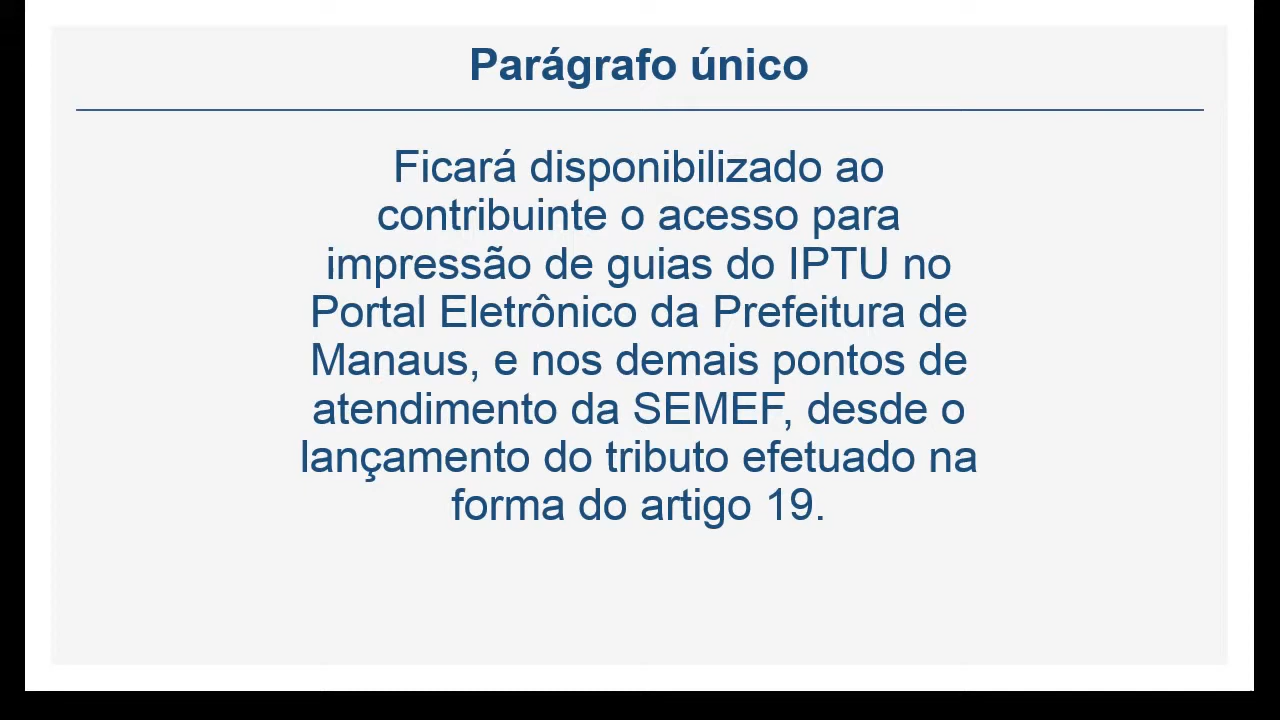 Parágrafo único
Ficará disponibilizado ao
contribuinte o acesso para
impressão de guias do IPTU no
Portal Eletrônico da Prefeitura de
Manaus, e nos demais pontos de
atendimento da SEMEF, desde o
lançamento do tributo efetuado na
forma do artigo 19.